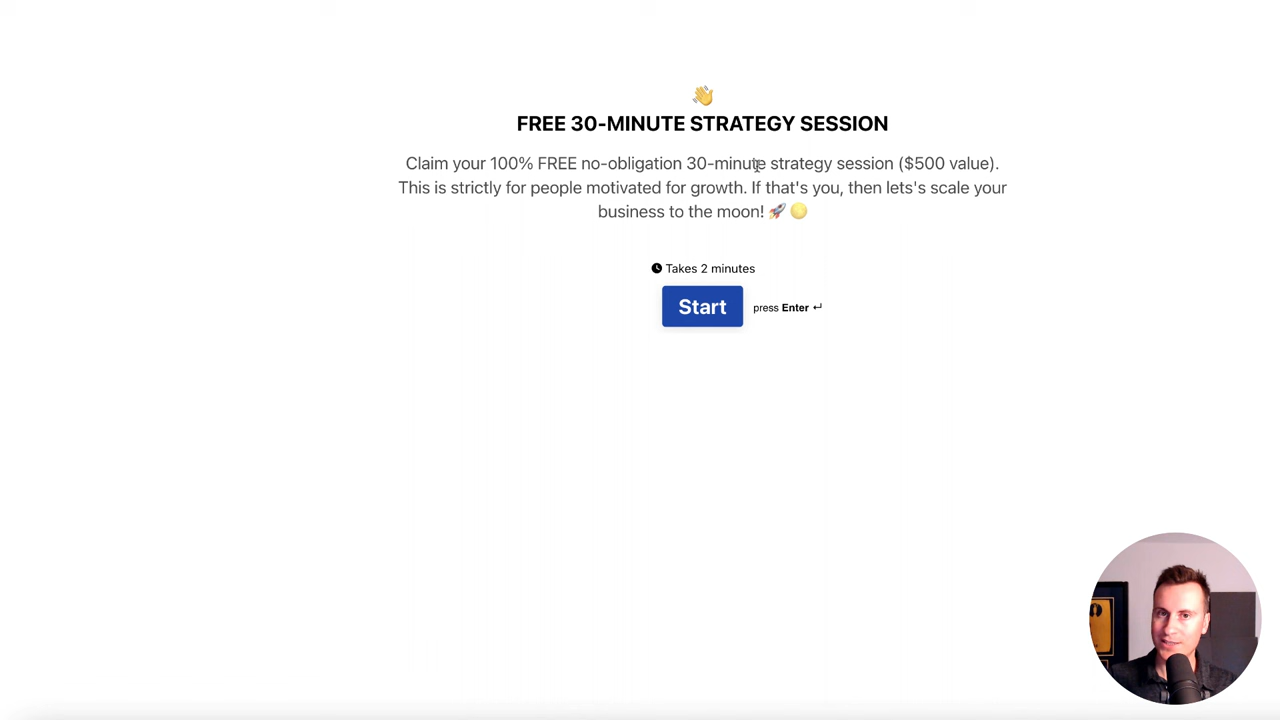 👋
FREE 30-MINUTE STRATEGY SESSION
Claim your 100% FREE no-obligation 30-minute strategy session ($500 value).
This is strictly for people motivated for growth. If that's you, then lets's scale your
business to the moon! 🚀 🌕
Takes 2 minutes
Start
press Enter ↵